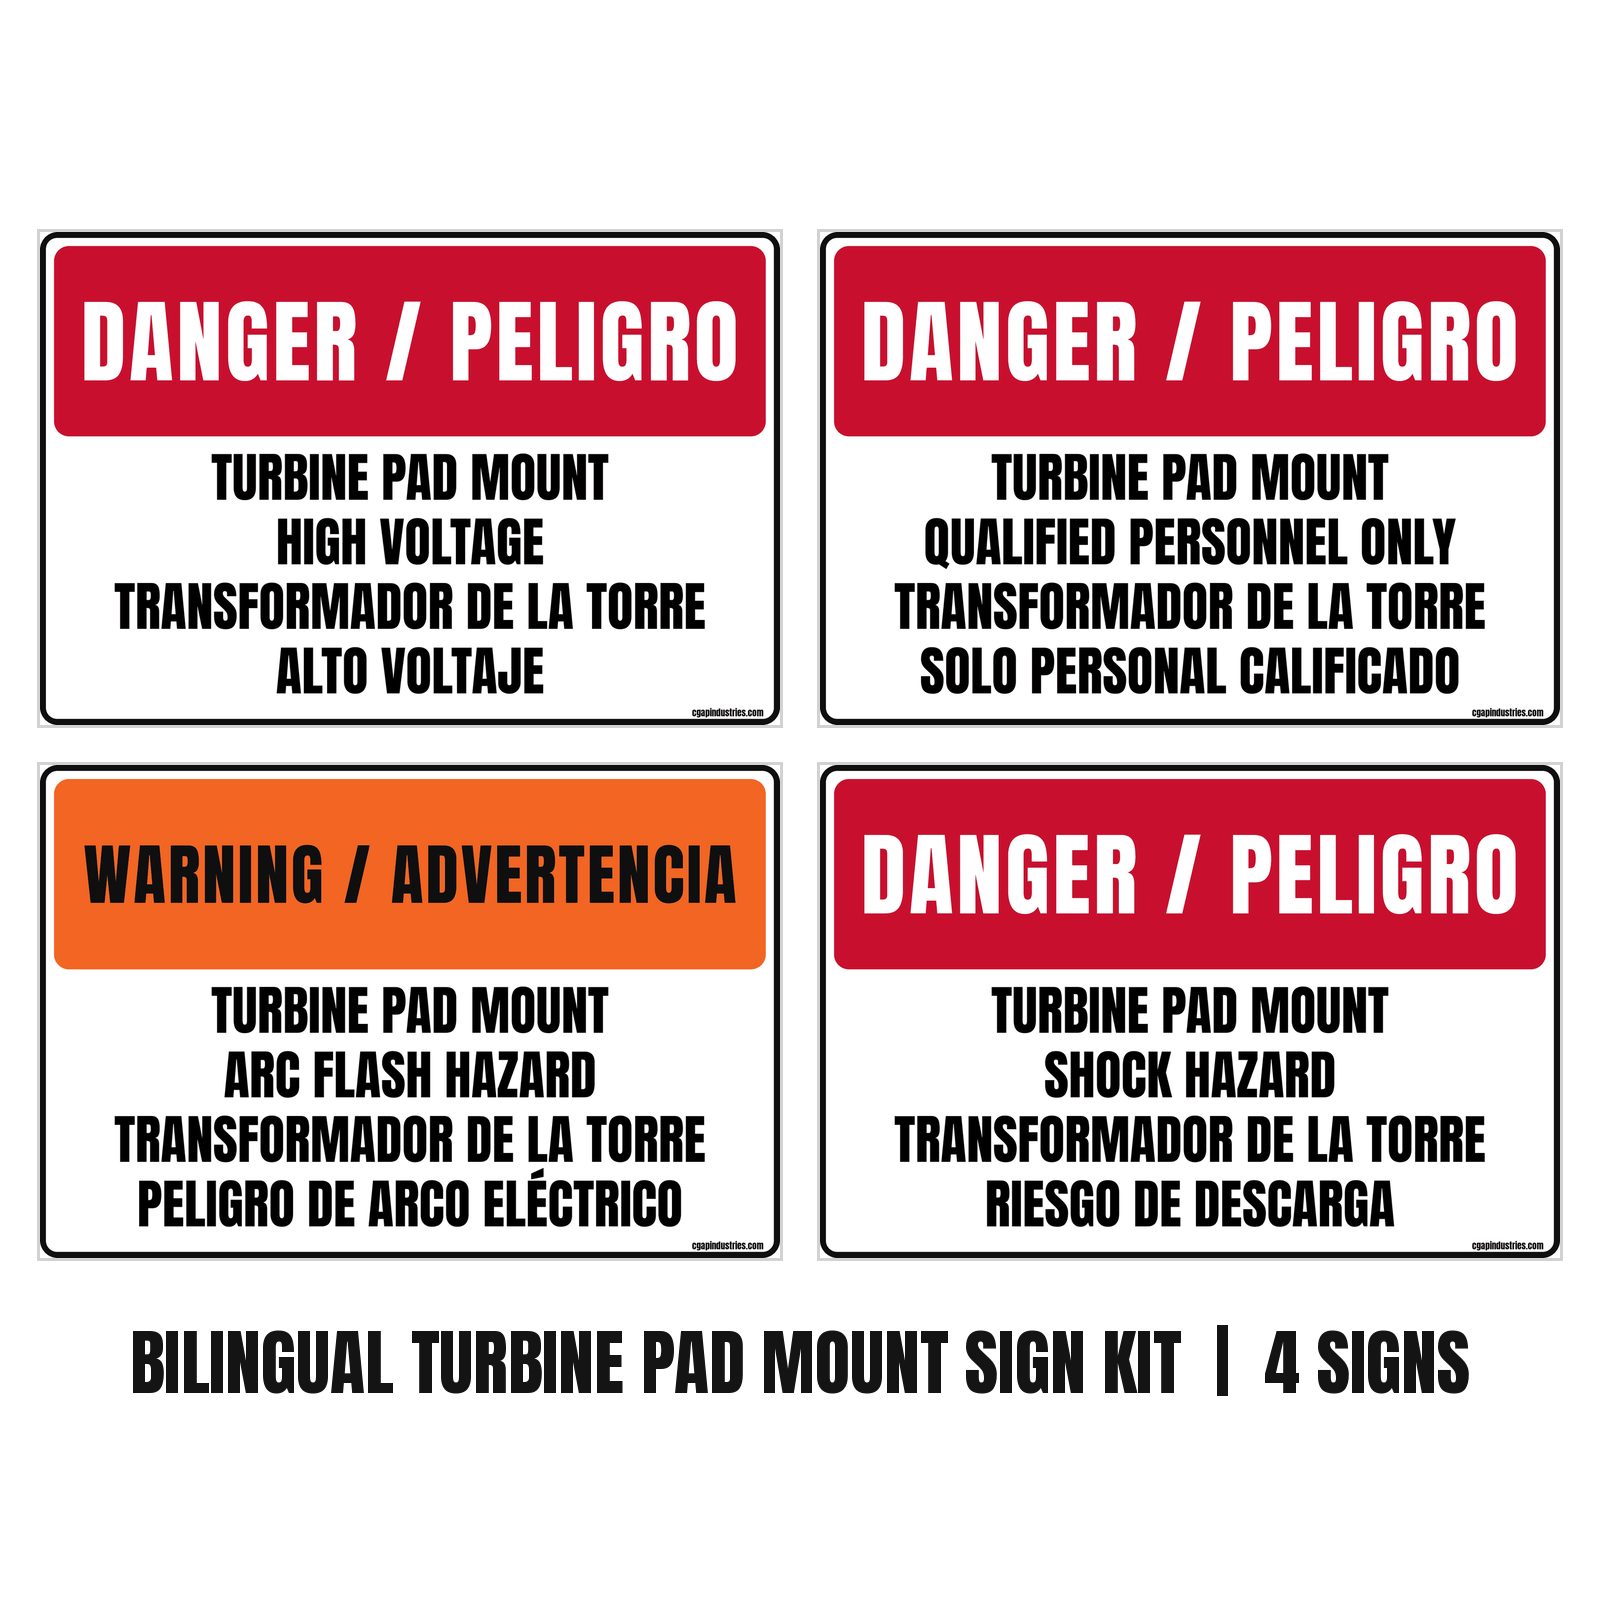 DANGER / PELIGRO
TURBINE PAD MOUNT
HIGH VOLTAGE
TRANSFORMADOR DE LA TORRE
ALTO VOLTAJE
cgapindustries.com
DANGER / PELIGRO
TURBINE PAD MOUNT
QUALIFIED PERSONNEL ONLY
TRANSFORMADOR DE LA TORRE
SOLO PERSONAL CALIFICADO
cgapindustries.com
WARNING / ADVERTENCIA
TURBINE PAD MOUNT
ARC FLASH HAZARD
TRANSFORMADOR DE LA TORRE
PELIGRO DE ARCO ELÉCTRICO
cgapindustries.com
DANGER / PELIGRO
TURBINE PAD MOUNT
SHOCK HAZARD
TRANSFORMADOR DE LA TORRE
RIESGO DE DESCARGA
cgapindustries.com
BILINGUAL TURBINE PAD MOUNT SIGN KIT | 4 SIGNS